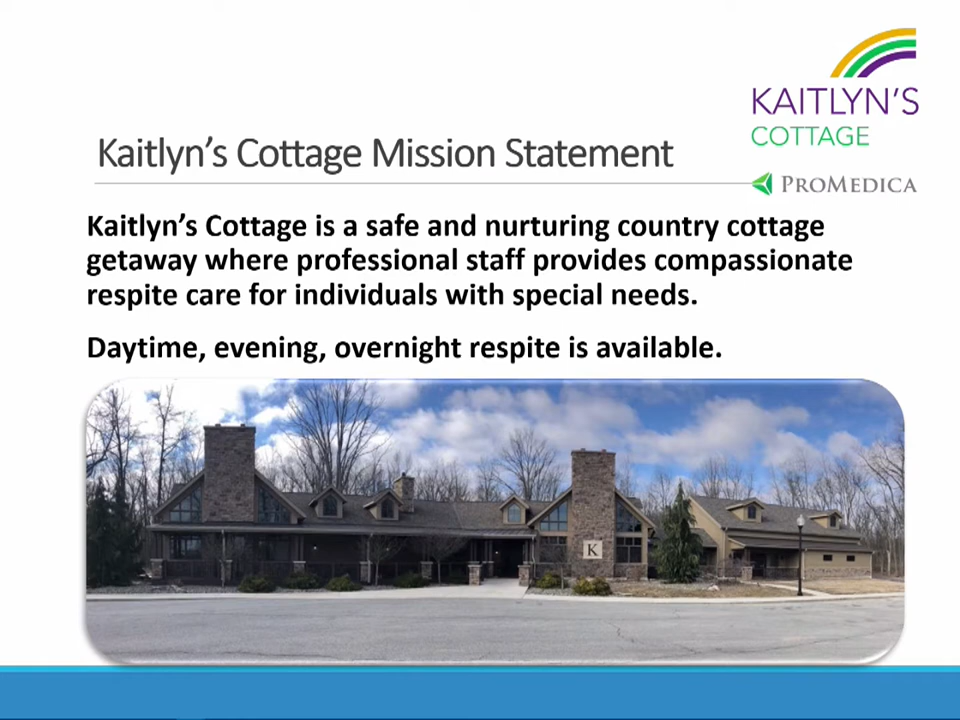 KAITLYN'S
COTTAGE
Kaitlyn's Cottage Mission Statement
PROMEDICA
Kaitlyn's Cottage is a safe and nurturing country cottage
getaway where professional staff provides compassionate
respite care for individuals with special needs.
Daytime, evening, overnight respite is available.
K